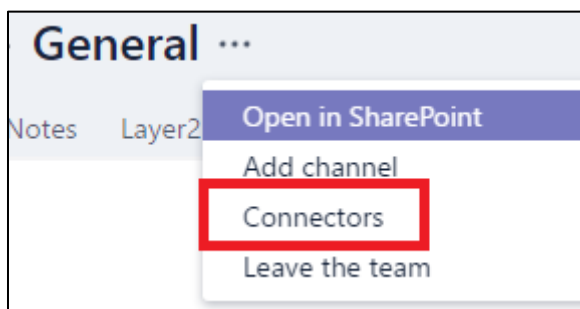 General ...
Notes Layer2
Open in SharePoint
Add channel
Connectors
Leave the team